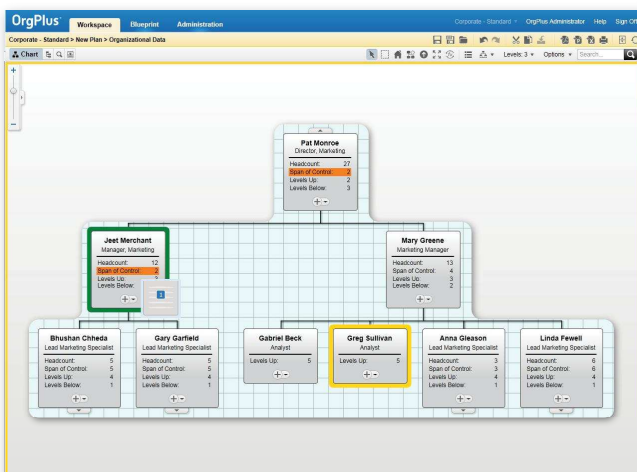 OrgPlus
Workspace
Blueprint
Administration
Corporate - Standard
OrgPlus Administrator
Help
Sign Off
Corporate - Standard > New Plan > Organizational Data
Chart
Levels: 3
Options
Search...
Pat Monroe
Director, Marketing
Headcount: 27
Span of Control: 2
Levels Up: 2
Levels Below: 3
Jeet Merchant
Manager, Marketing
Headcount: 12
Span of Control: 2
Levels Up: 3
Levels Below:
1
Mary Greene
Marketing Manager
Headcount: 13
Span of Control: 4
Levels Up: 3
Levels Below: 2
Bhushan Chheda
Lead Marketing Specialist
Headcount: 5
Span of Control: 5
Levels Up: 4
Levels Below: 1
Gary Garfield
Lead Marketing Specialist
Headcount: 5
Span of Control: 5
Levels Up: 4
Levels Below: 1
Gabriel Beck
Analyst
Levels Up: 5
Greg Sullivan
Analyst
Levels Up: 5
Anna Gleason
Lead Marketing Specialist
Headcount: 3
Span of Control: 3
Levels Up: 4
Levels Below: 1
Linda Fewell
Lead Marketing Specialist
Headcount: 6
Span of Control: 6
Levels Up: 4
Levels Below: 1